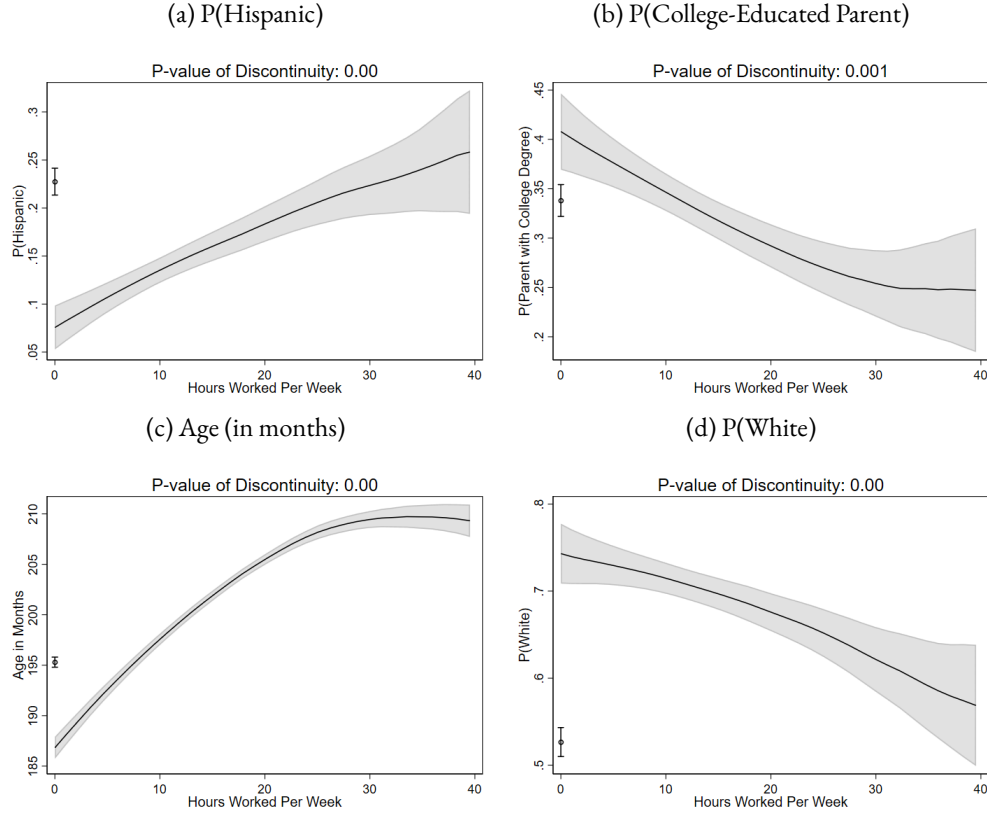 (a) P(Hispanic)
P-value of Discontinuity: 0.00
P(Hispanic)
.3
.25
.2
.15
.1
.05
0 10 20 30 40
Hours Worked Per Week
(b) P(College-Educated Parent)
P-value of Discontinuity: 0.001
P(Parent with College Degree)
.45
.4
.35
.3
.25
.2
0 10 20 30 40
Hours Worked Per Week
(c) Age (in months)
P-value of Discontinuity: 0.00
Age in Months
210
205
200
195
190
185
0 10 20 30 40
Hours Worked Per Week
(d) P(White)
P-value of Discontinuity: 0.00
P(White)
.8
.7
.6
.5
0 10 20 30 40
Hours Worked Per Week